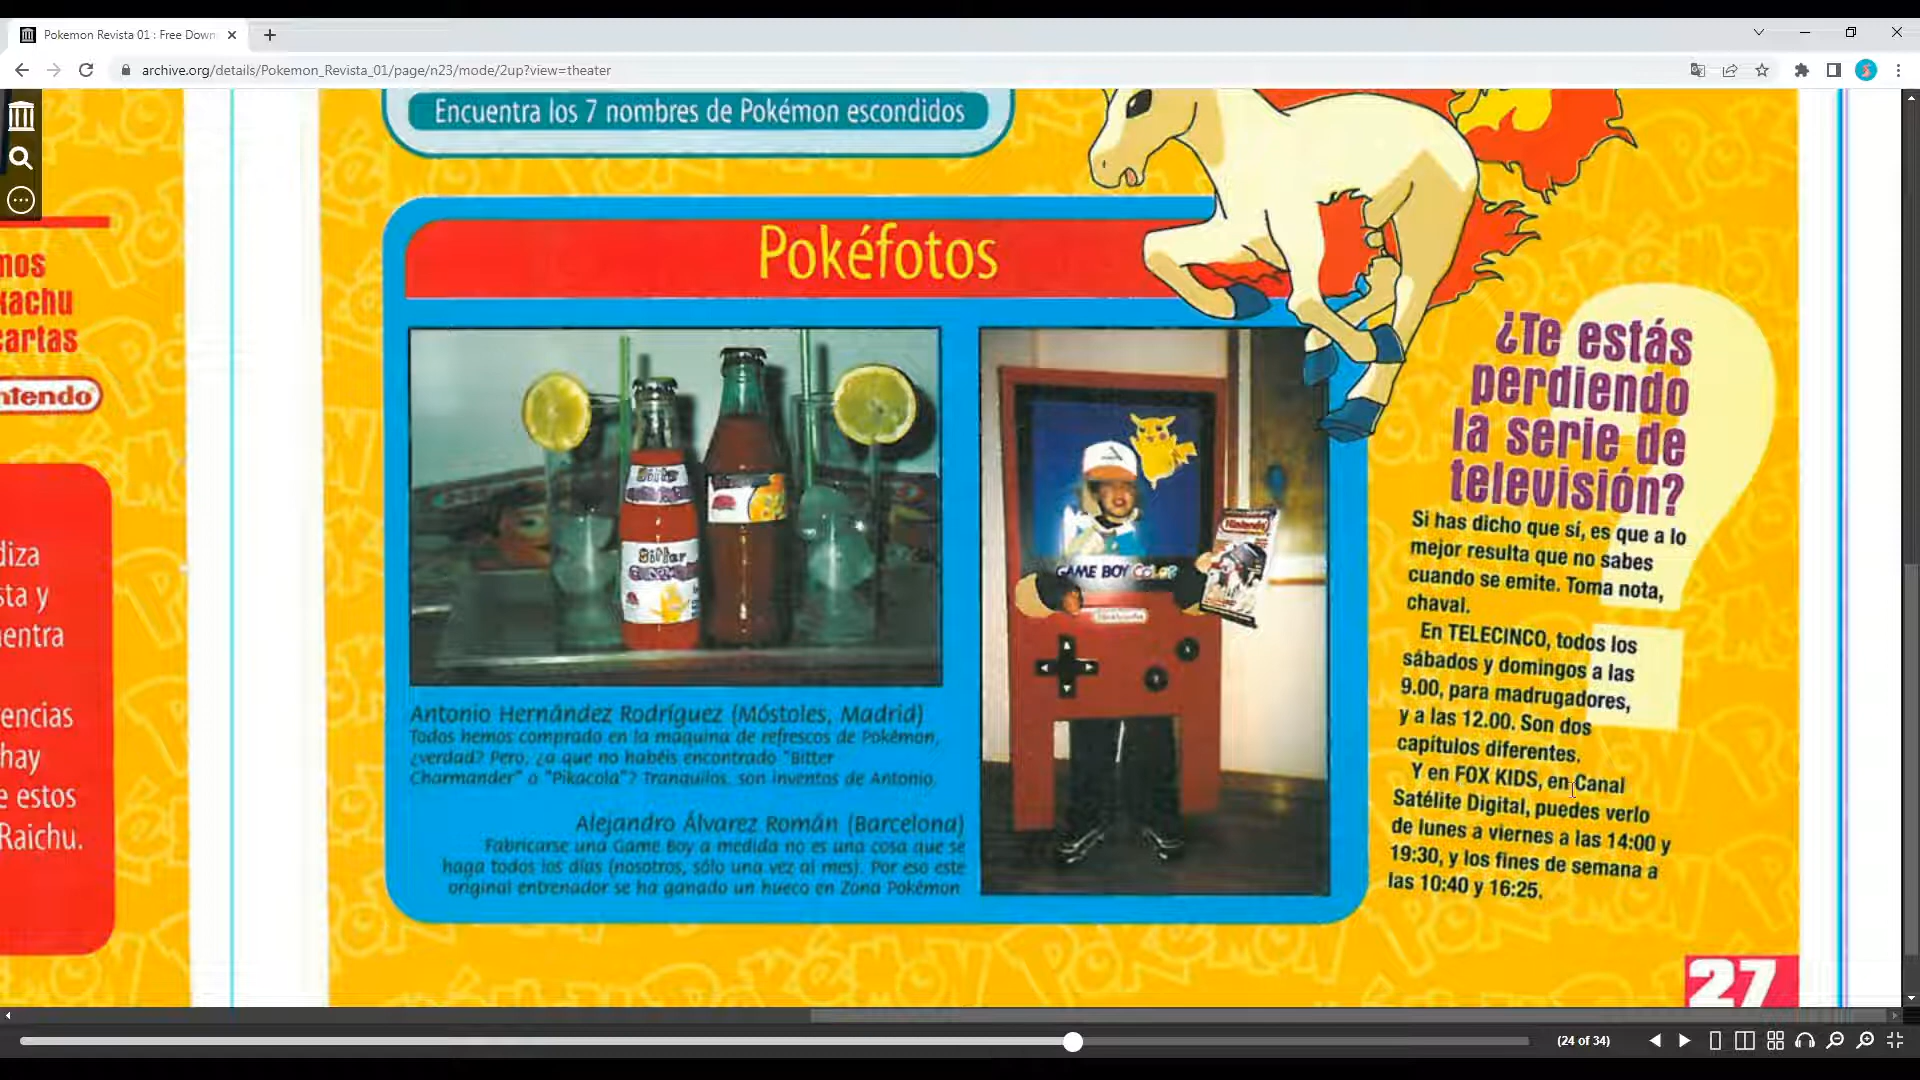 Pokemon Revista 01 : Free Down
archive.org/details/Pokemon_Revista_01/page/n23/mode/2up?view=theater
Encuentra los 7 nombres de Pokémon escondidos
Pokéfotos
mos
kachu
cartas
ntendo
diza
sta y
entra
encias
hay
e estos
Raichu.
Bitter
Bitter
GAME BOY COLOR
Nintendo
Nintendo
Antonio Hernández Rodríguez (Móstoles, Madrid)
Todos hemos comprado en la máquina de refrescos de Pokémon,
¿verdad? Pero, ¿a que no habéis encontrado "Bitter
Charmander" o "Pikacola"? Tranquilos, son inventos de Antonio.
Alejandro Álvarez Román (Barcelona)
Fabricarse una Game Boy a medida no es una cosa que se
haga todos los días (nosotros, sólo una vez al mes). Por eso este
original entrenador se ha ganado un hueco en Zona Pokémon
¿Te estás
perdiendo
la serie de
televisión?
Si has dicho que sí, es que a lo
mejor resulta que no sabes
cuando se emite. Toma nota,
chaval.
En TELECINCO, todos los
sábados y domingos a las
9.00, para madrugadores,
y a las 12.00. Son dos
capítulos diferentes.
Y en FOX KIDS, en Canal
Satélite Digital, puedes verlo
de lunes a viernes a las 14:00 y
19:30, y los fines de semana a
las 10:40 y 16:25.
27
(24 of 34)